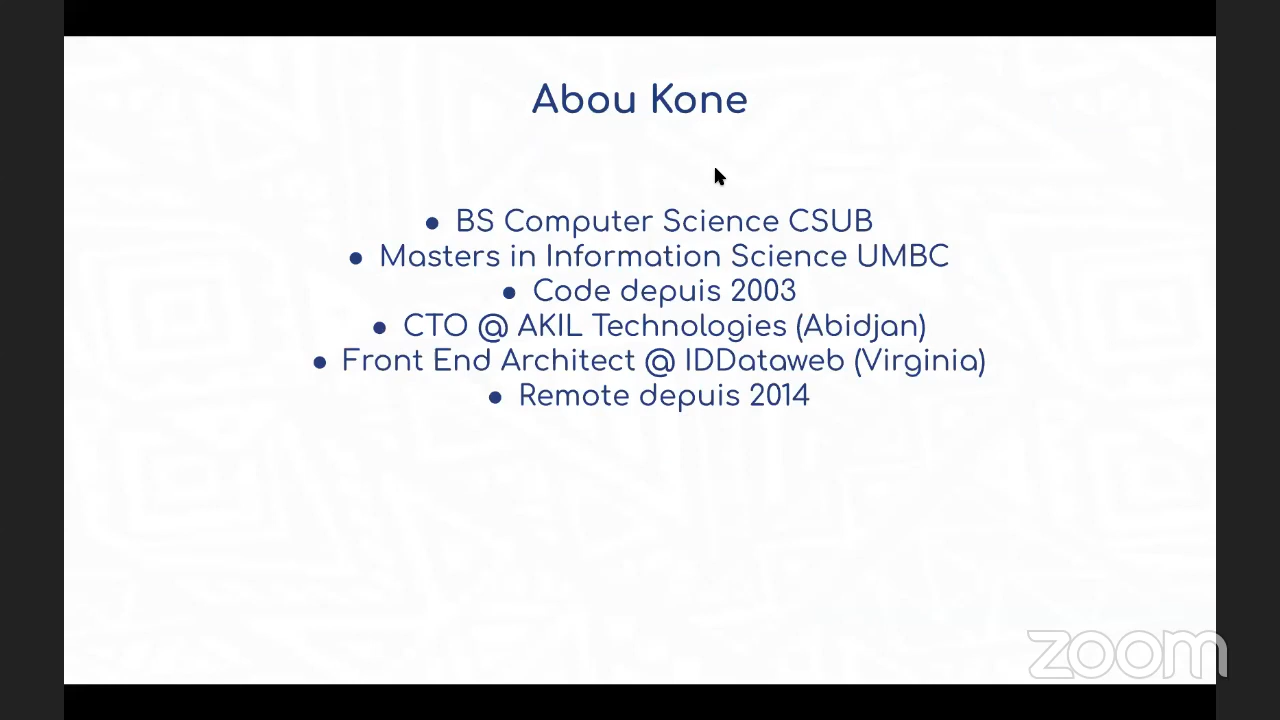 Abou Kone
● BS Computer Science CSUB
● Masters in Information Science UMBC
● Code depuis 2003
● CTO @ AKIL Technologies (Abidjan)
● Front End Architect @ IDDataweb (Virginia)
● Remote depuis 2014
zoom